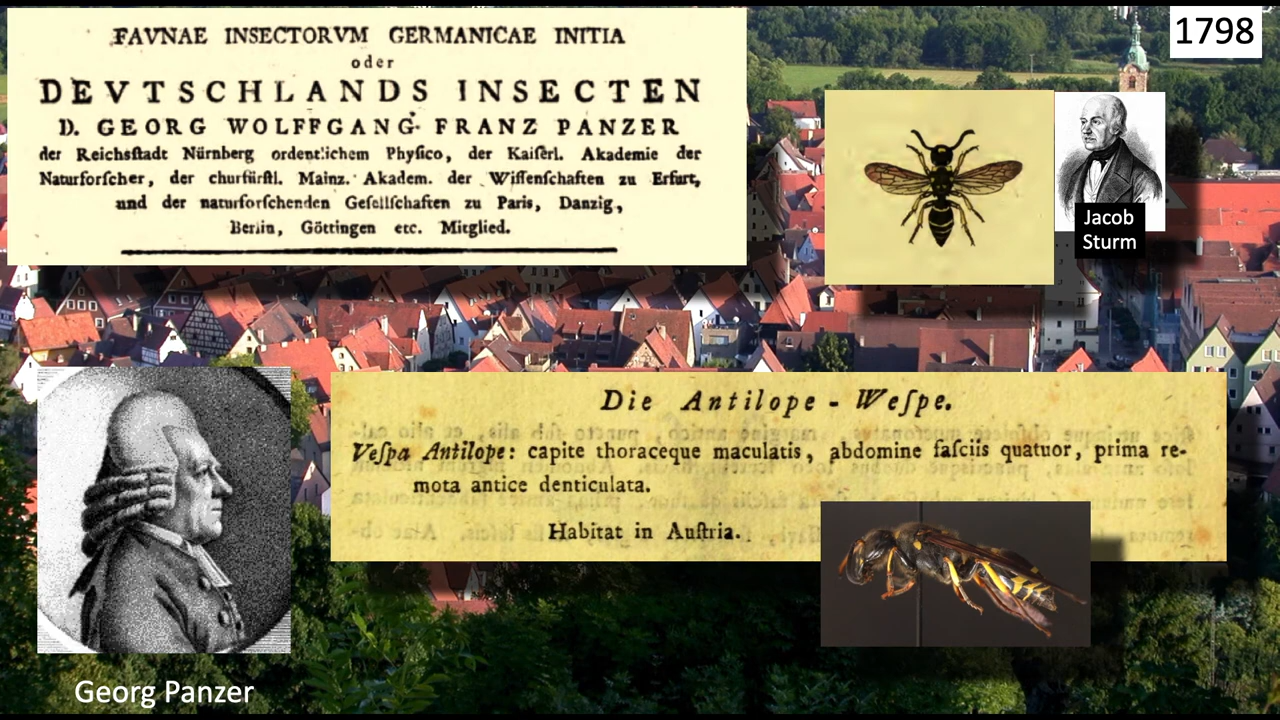 1798
FAVNAE INSECTORVM GERMANICAE INITIA
oder
DEVTSCHLANDS INSECTEN
D. GEORG WOLFFGANG FRANZ PANZER
der Reichsſtadt Nürnberg ordentlichem Phyſico, der Kaiſerl. Akademie der
Naturforſcher, der churfürſtl. Mainz. Akadem. der Wiſſenſchaften zu Erfurt,
und der naturforſchenden Geſellſchaften zu Paris, Danzig,
Berlin, Göttingen etc. Mitglied.
Jacob
Sturm
Die Antilope - Weſpe.
Veſpa Antilope: capite thoraceque maculatis, abdomine faſciis quatuor, prima re-
mota antice denticulata.
Habitat in Auſtria.
Georg Panzer